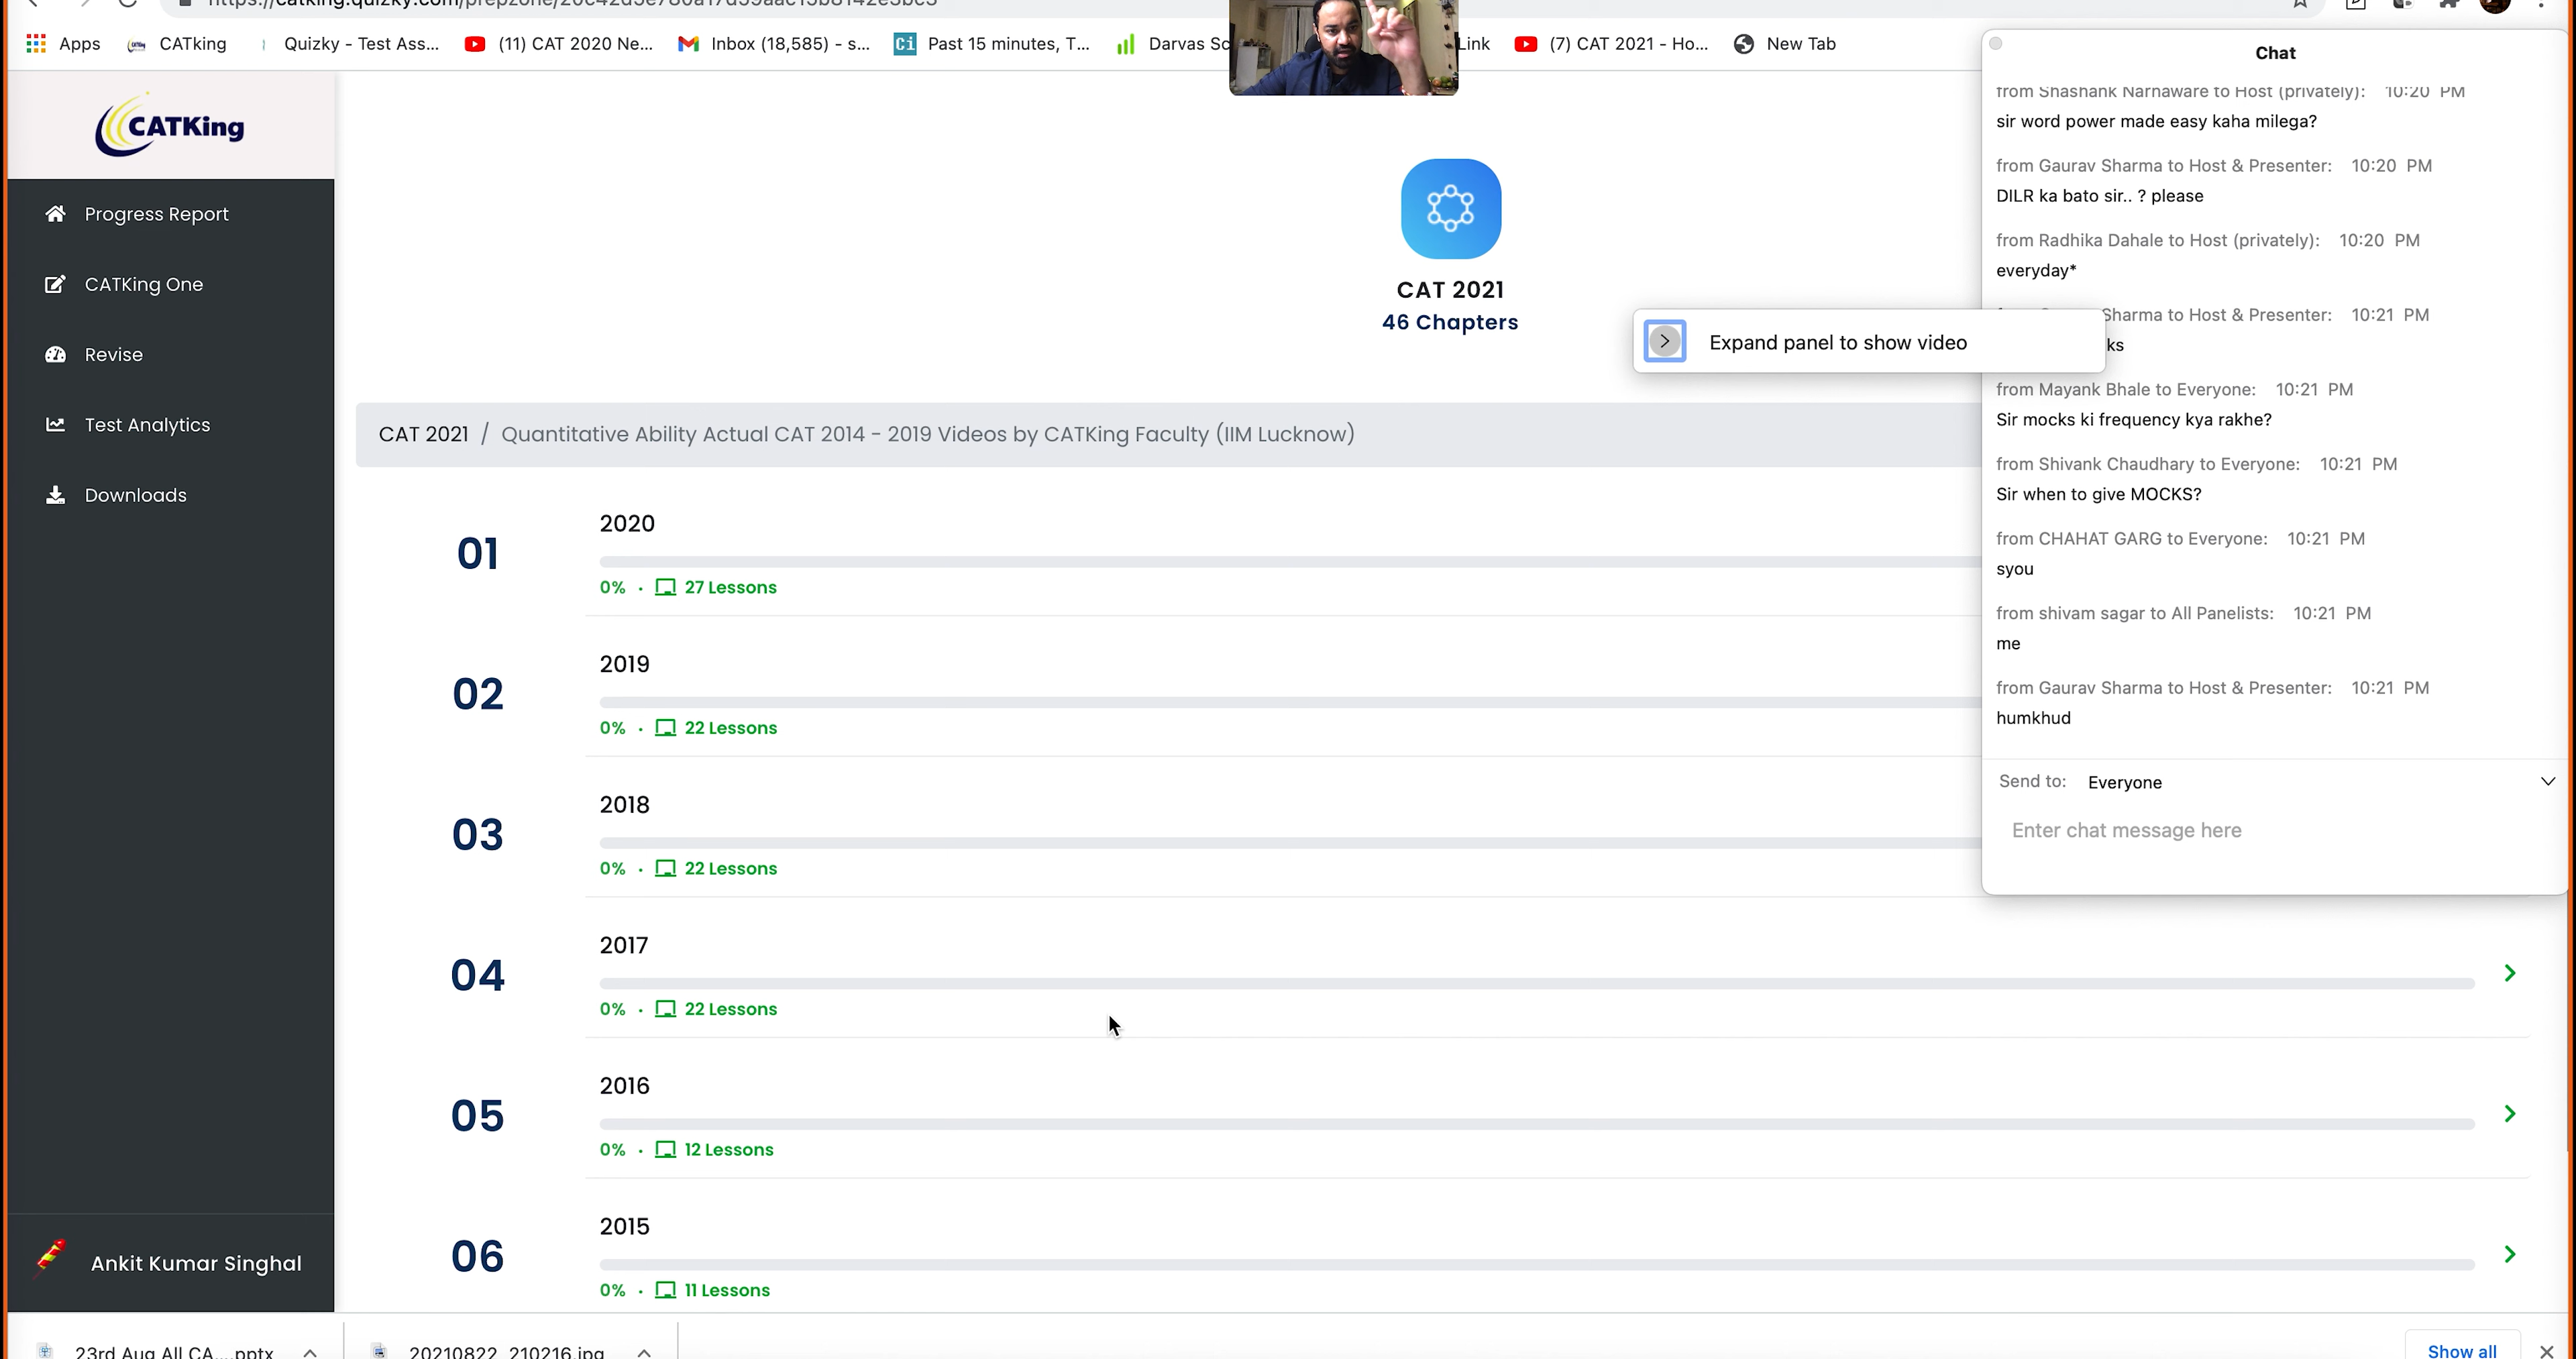 Apps
CATking
Quizky - Test Ass...
(11) CAT 2020 Ne...
Inbox (18,585) - s...
Past 15 minutes, T...
Darvas Sc
Link
(7) CAT 2021 - Ho...
New Tab
CATKing
Progress Report
CATKing One
Revise
Test Analytics
Downloads
Ankit Kumar Singhal
CAT 2021
46 Chapters
CAT 2021 / Quantitative Ability Actual CAT 2014 - 2019 Videos by CATKing Faculty (IIM Lucknow)
01
2020
0% · 27 Lessons
02
2019
0% · 22 Lessons
03
2018
0% · 22 Lessons
04
2017
0% · 22 Lessons
05
2016
0% · 12 Lessons
06
2015
0% · 11 Lessons
Expand panel to show video
Chat
from Shashank Narnaware to Host (privately): 10:20 PM
sir word power made easy kaha milega?
from Gaurav Sharma to Host & Presenter: 10:20 PM
DILR ka bato sir.. ? please
from Radhika Dahale to Host (privately): 10:20 PM
everyday*
Sharma to Host & Presenter: 10:21 PM
ks
from Mayank Bhale to Everyone: 10:21 PM
Sir mocks ki frequency kya rakhe?
from Shivank Chaudhary to Everyone: 10:21 PM
Sir when to give MOCKS?
from CHAHAT GARG to Everyone: 10:21 PM
syou
from shivam sagar to All Panelists: 10:21 PM
me
from Gaurav Sharma to Host & Presenter: 10:21 PM
humkhud
Send to: Everyone
Enter chat message here
23rd Aug All CA....pptx
20210822_210216.jpg
Show all